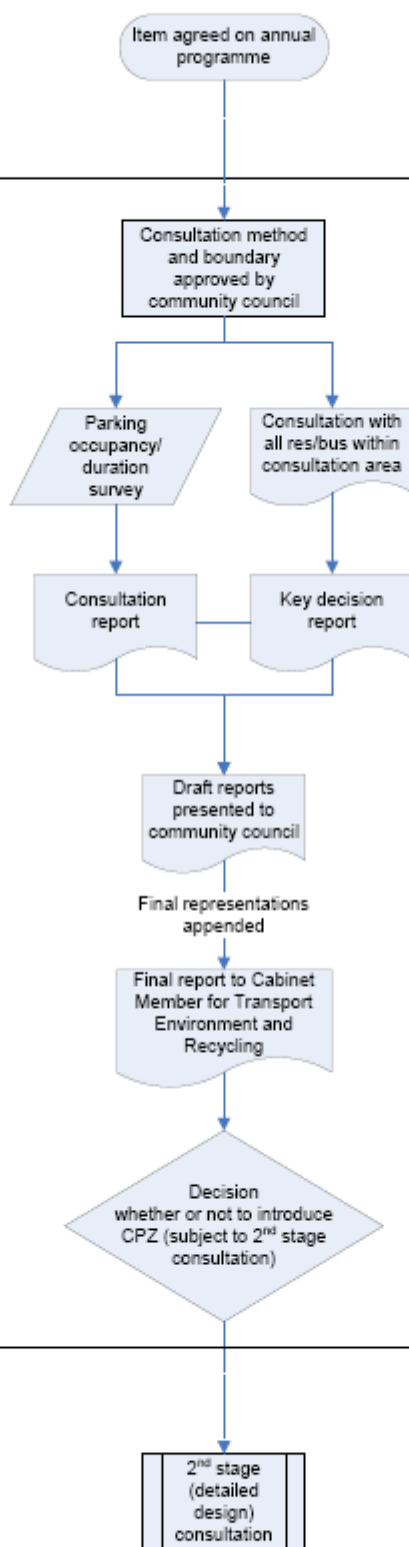 Item agreed on annual
programme
Consultation method
and boundary
approved by
community council
Parking
occupancy/
duration
survey
Consultation with
all res/bus within
consultation area
Consultation
report
Key decision
report
Draft reports
presented to
community council
Final representations
appended
Final report to Cabinet
Member for Transport
Environment and
Recycling
Decision
whether or not to introduce
CPZ (subject to 2nd stage
consultation)
2nd stage
(detailed
design)
consultation